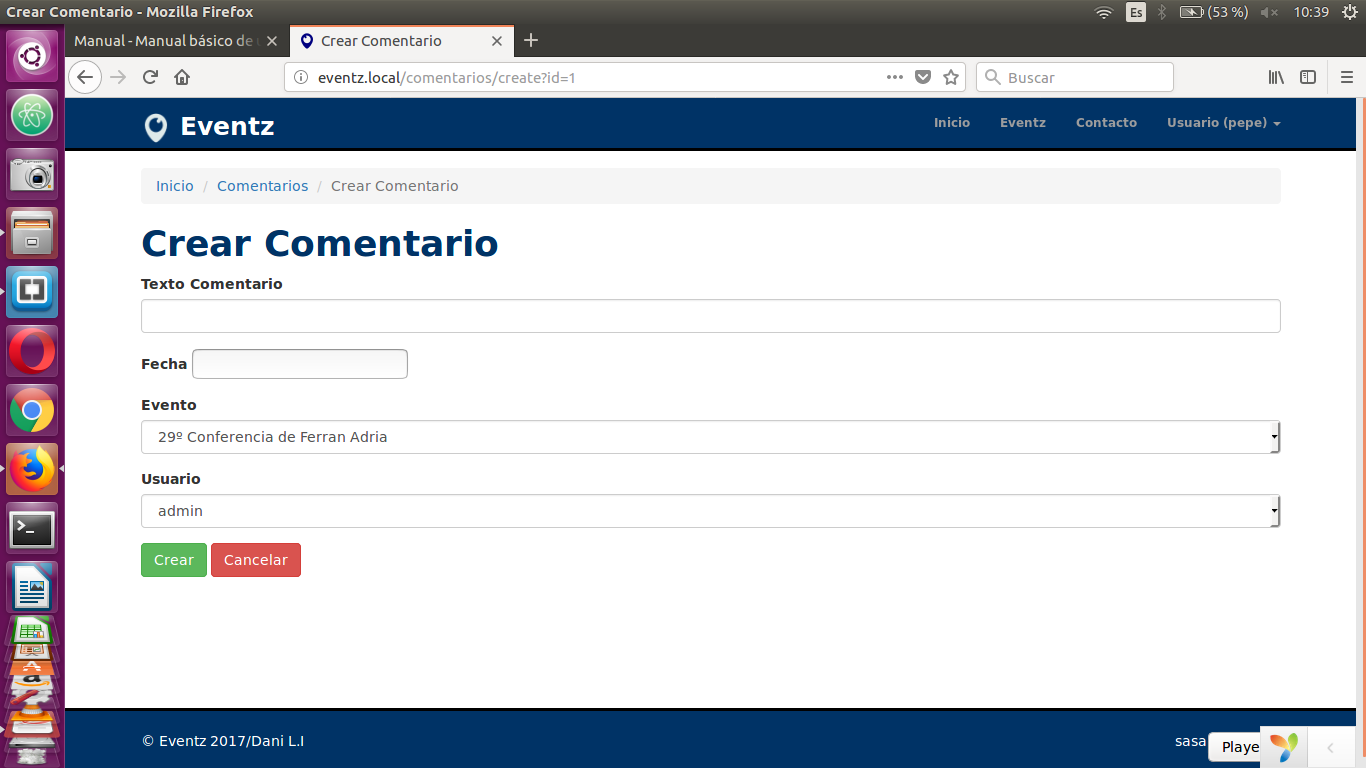 Crear Comentario - Mozilla Firefox
Es
(53 %)
10:39
Manual - Manual básico de
Crear Comentario
eventz.local/comentarios/create?id=1
Buscar
Eventz
Inicio
Eventz
Contacto
Usuario (pepe)
Inicio / Comentarios / Crear Comentario
Crear Comentario
Texto Comentario
Fecha
Evento
29º Conferencia de Ferran Adria
Usuario
admin
Crear
Cancelar
© Eventz 2017/Dani L.I
sasa
Playe